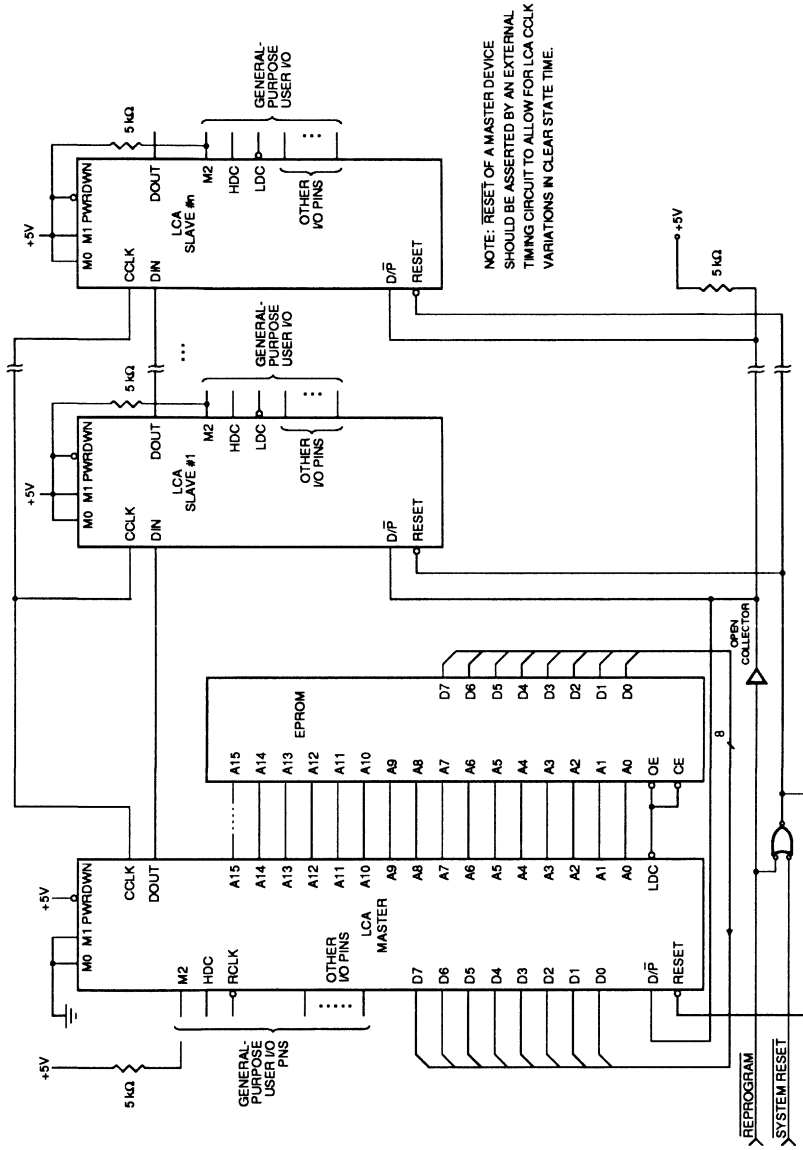 +5V
5 kΩ
M0 M1 PWRDWN
+5V
M2
HDC
RCLK
GENERAL-
PURPOSE
USER I/O
PNS
OTHER
I/O PINS
LCA
MASTER
CCLK
DOUT
A15
A14
A13
A12
A11
A10
A9
A8
A7
A6
A5
A4
A3
A2
A1
A0
LDC
D7
D6
D5
D4
D3
D2
D1
D0
D/P̅
RESET
EPROM
A15
A14
A13
A12
A11
A10
A9
A8
A7
A6
A5
A4
A3
A2
A1
A0
OE
CE
D7
D6
D5
D4
D3
D2
D1
D0
8
+5V
M0 M1 PWRDWN
5 kΩ
CCLK
DIN
LCA
SLAVE #1
DOUT
M2
HDC
LDC
OTHER
I/O PINS
GENERAL-
PURPOSE
USER I/O
D/P̅
RESET
+5V
M0 M1 PWRDWN
5 kΩ
CCLK
DIN
LCA
SLAVE #n
DOUT
M2
HDC
LDC
OTHER
I/O PINS
GENERAL-
PURPOSE
USER I/O
D/P̅
RESET
NOTE: R̅E̅S̅E̅T̅ OF A MASTER DEVICE
SHOULD BE ASSERTED BY AN EXTERNAL
TIMING CIRCUIT TO ALLOW FOR LCA CCLK
VARIATIONS IN CLEAR STATE TIME.
+5V
5 kΩ
OPEN
COLLECTOR
R̅E̅P̅R̅O̅G̅R̅A̅M̅
S̅Y̅S̅T̅E̅M̅ ̅R̅E̅S̅E̅T̅